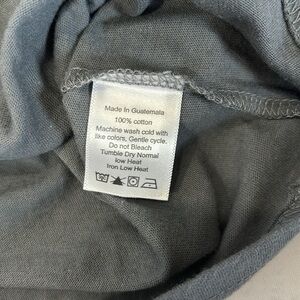 Made In Guatemala
100% cotton
Machine wash cold with
like colors, Gentle cycle.
Do not Bleach
Tumble Dry Normal
low Heat
Iron Low Heat